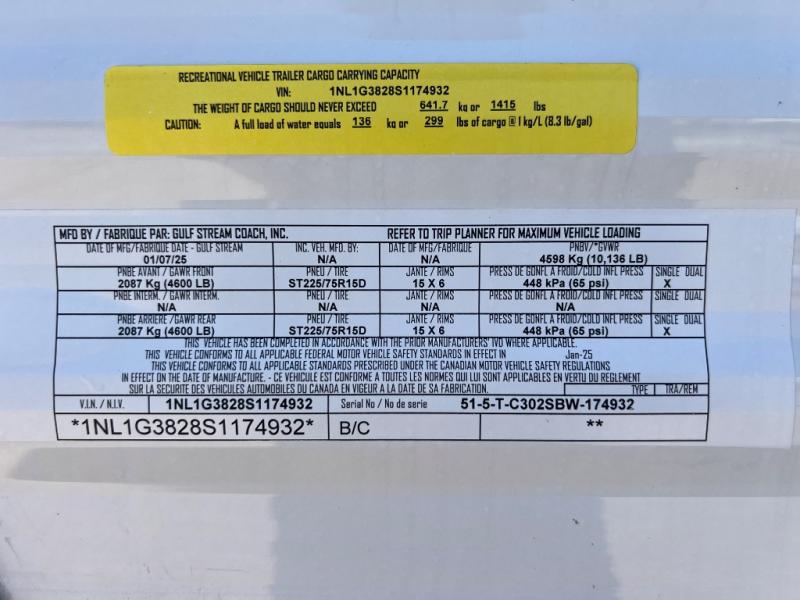 RECREATIONAL VEHICLE TRAILER CARGO CARRYING CAPACITY
VIN: 1NL1G3828S1174932
THE WEIGHT OF CARGO SHOULD NEVER EXCEED 641.7 kg or 1415 lbs
CAUTION: A full load of water equals 136 kg or 299 lbs of cargo @ 1 kg/L (8.3 lb/gal)
MFD BY / FABRIQUE PAR: GULF STREAM COACH, INC. REFER TO TRIP PLANNER FOR MAXIMUM VEHICLE LOADING
DATE OF MFG/FABRIQUE DATE - GULF STREAM INC. VEH. MFD. BY: DATE OF MFG/FABRIQUE PNBV/*GVWR
01/07/25 N/A N/A 4598 Kg (10,136 LB)
PNBE AVANT / GAWR FRONT PNEU / TIRE JANTE / RIMS PRESS DE GONFL A FROID/COLD INFL PRESS SINGLE DUAL
2087 Kg (4600 LB) ST225/75R15D 15 X 6 448 kPa (65 psi) X
PNBE INTERM. / GAWR INTERM. PNEU / TIRE JANTE / RIMS PRESS DE GONFL A FROID/COLD INFL PRESS SINGLE DUAL
N/A N/A N/A N/A
PNBE ARRIERE /GAWR REAR PNEU / TIRE JANTE / RIMS PRESS DE GONFL A FROID/COLD INFL PRESS SINGLE DUAL
2087 Kg (4600 LB) ST225/75R15D 15 X 6 448 kPa (65 psi) X
THIS VEHICLE HAS BEEN COMPLETED IN ACCORDANCE WITH THE PRIOR MANUFACTURERS' IVD WHERE APPLICABLE.
THIS VEHICLE CONFORMS TO ALL APPLICABLE FEDERAL MOTOR VEHICLE SAFETY STANDARDS IN EFFECT IN Jan-25
THIS VEHICLE CONFORMS TO ALL APPLICABLE STANDARDS PRESCRIBED UNDER THE CANADIAN MOTOR VEHICLE SAFETY REGULATIONS
IN EFFECT ON THE DATE OF MANUFACTURE. - CE VEHICULE EST CONFORME A TOUTES LES NORMES QUI LUI SONT APPLICABLES EN VERTU DU REGLEMENT
SUR LA SECURITE DES VEHICULES AUTOMOBILES DU CANADA EN VIGEUR A LA DATE DE SA FABRICATION. TYPE TRA/REM
V.I.N. / N.I.V. 1NL1G3828S1174932 Serial No / No de serie 51-5-T-C302SBW-174932
*1NL1G3828S1174932* B/C **